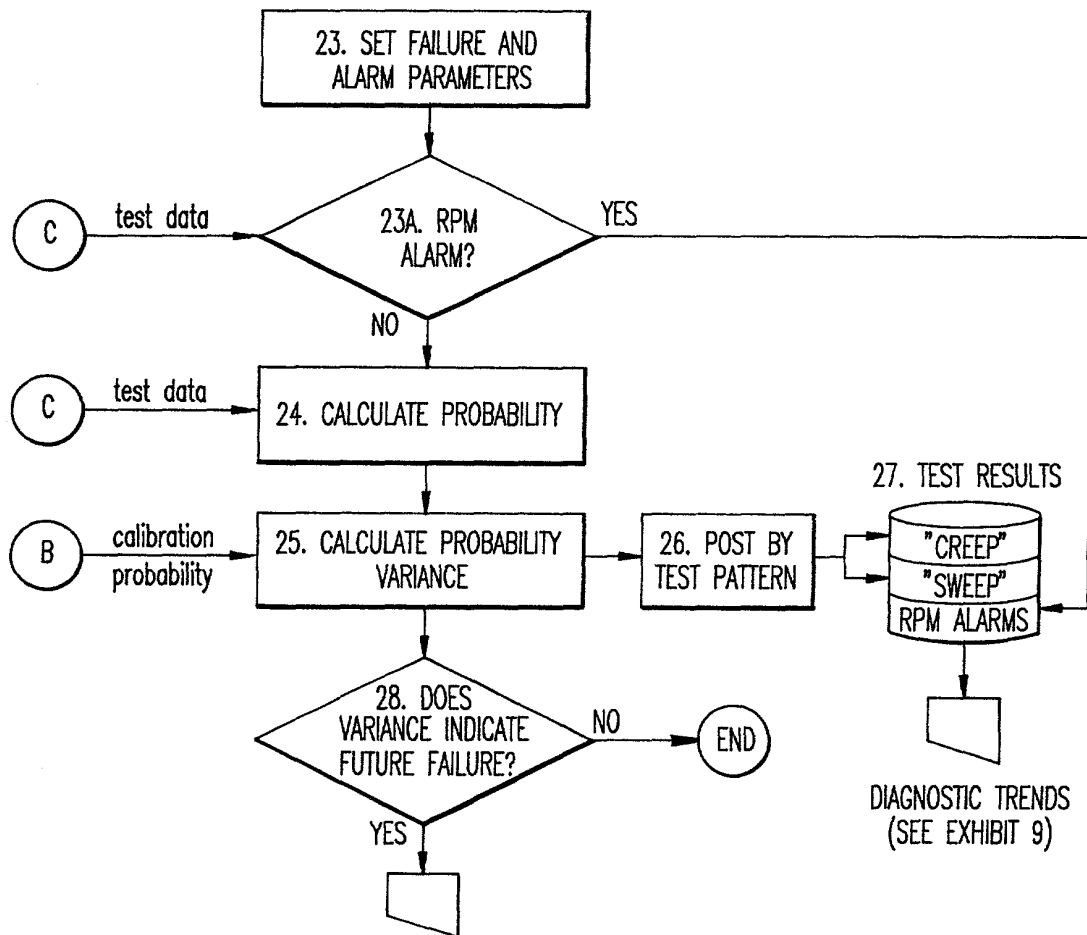 23. SET FAILURE AND
ALARM PARAMETERS
C
test data
23A. RPM
ALARM?
YES
NO
C
test data
24. CALCULATE PROBABILITY
B
calibration
probability
25. CALCULATE PROBABILITY
VARIANCE
26. POST BY
TEST PATTERN
27. TEST RESULTS
"CREEP"
"SWEEP"
RPM ALARMS
28. DOES
VARIANCE INDICATE
FUTURE FAILURE?
NO
END
YES
DIAGNOSTIC TRENDS
(SEE EXHIBIT 9)